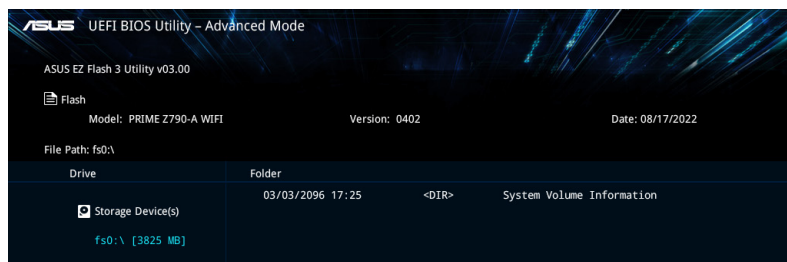 ASUS UEFI BIOS Utility – Advanced Mode
ASUS EZ Flash 3 Utility v03.00
Flash
Model: PRIME Z790-A WIFI Version: 0402 Date: 08/17/2022
File Path: fs0:\
Drive Folder
03/03/2096 17:25 <DIR> System Volume Information
Storage Device(s)
fs0:\ [3825 MB]